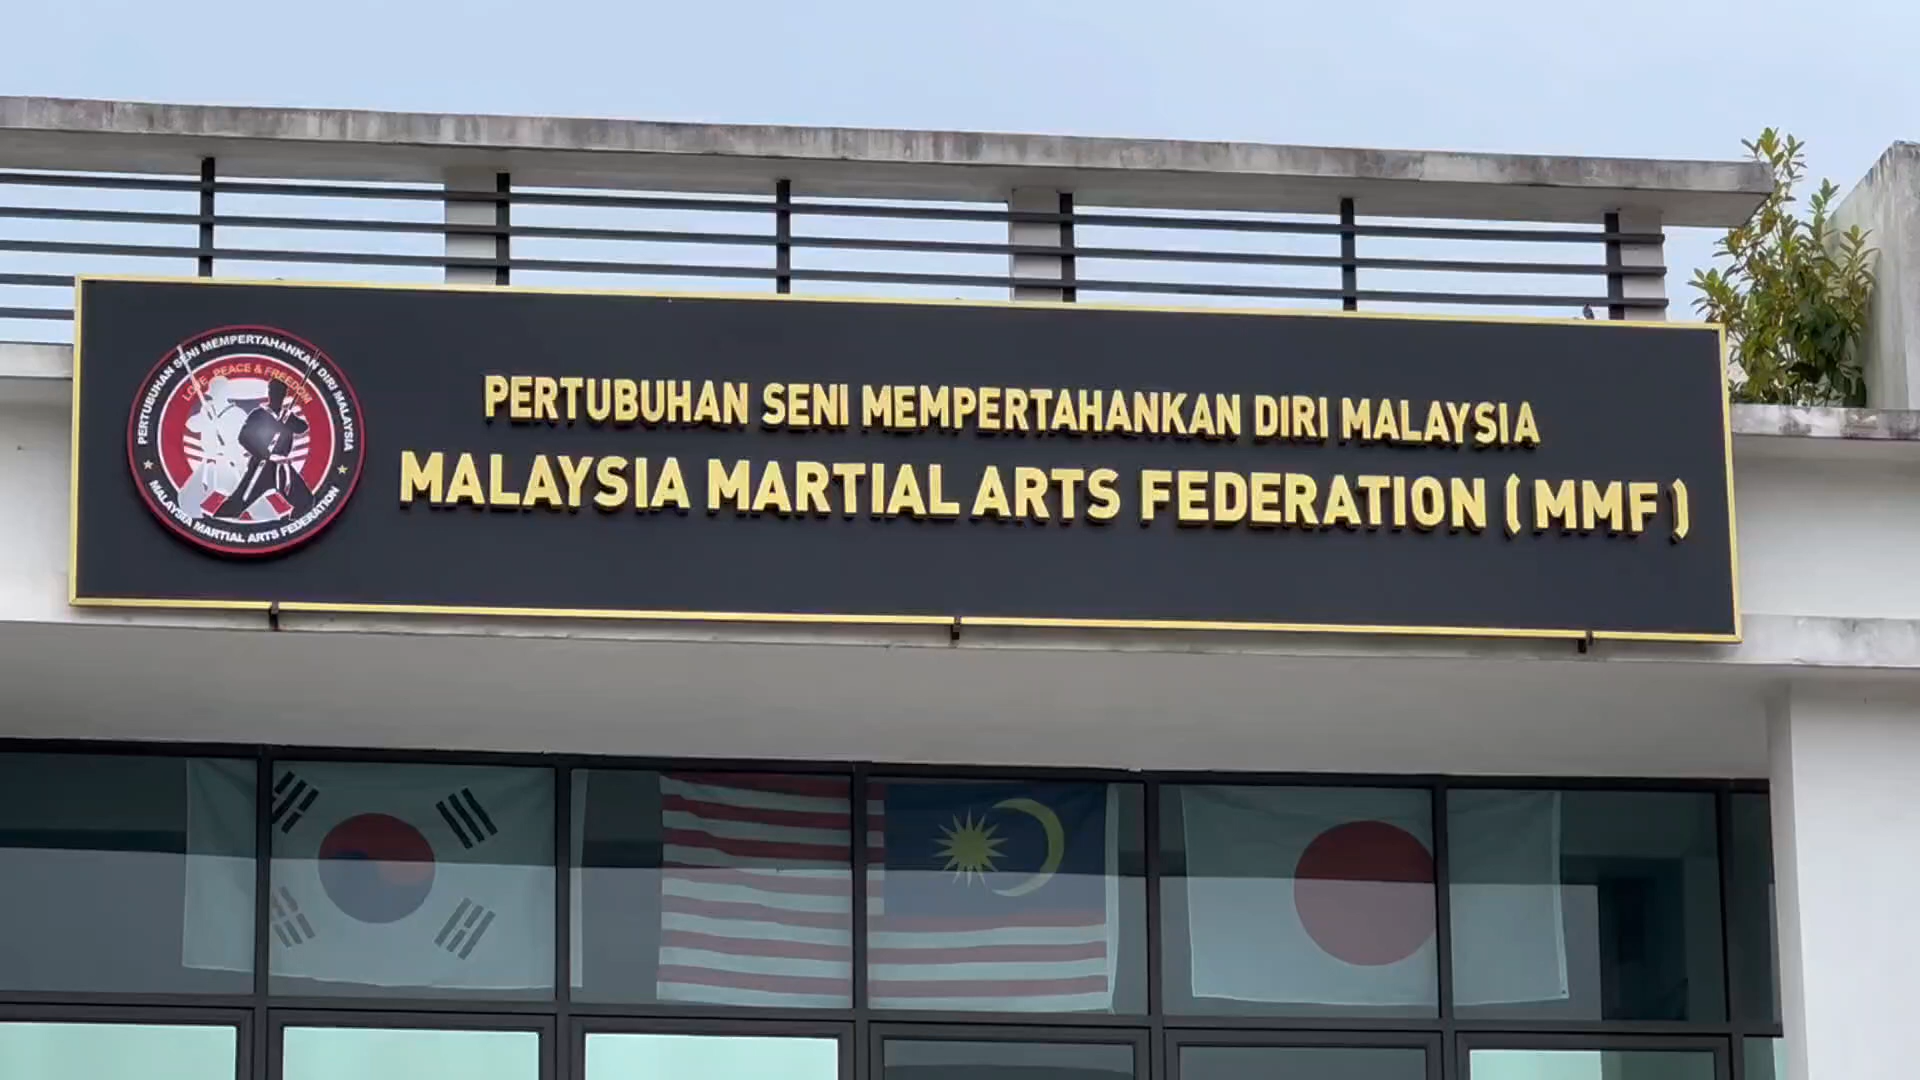 PERTUBUHAN SENI MEMPERTAHANKAN DIRI MALAYSIA
LOVE, PEACE & FREEDOM
MALAYSIA MARTIAL ARTS FEDERATION
PERTUBUHAN SENI MEMPERTAHANKAN DIRI MALAYSIA
MALAYSIA MARTIAL ARTS FEDERATION (MMF)